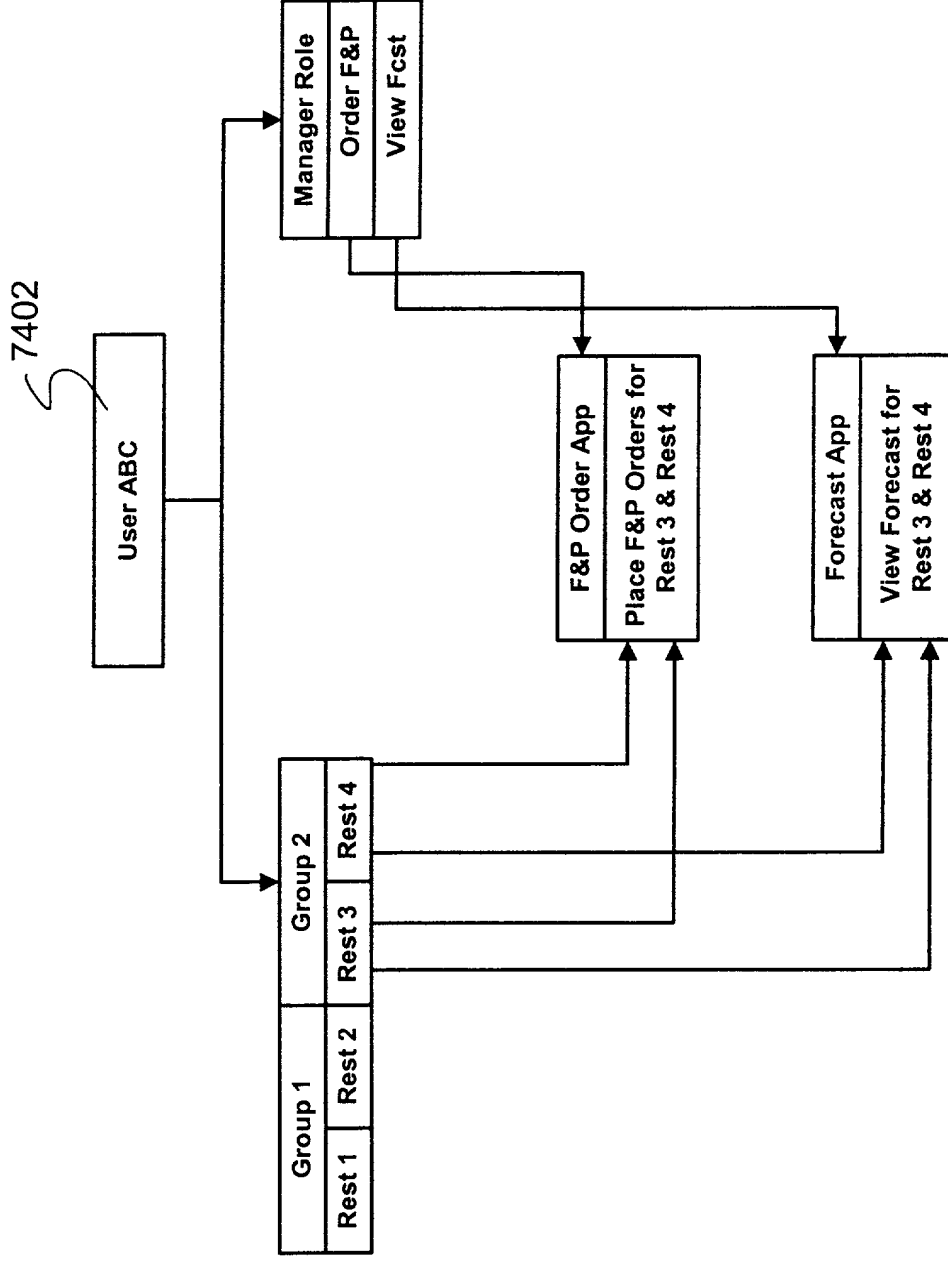 7402
User ABC
Group 1
Group 2
Rest 1
Rest 2
Rest 3
Rest 4
Manager Role
Order F&P
View Fcst
F&P Order App
Place F&P Orders for
Rest 3 & Rest 4
Forecast App
View Forecast for
Rest 3 & Rest 4